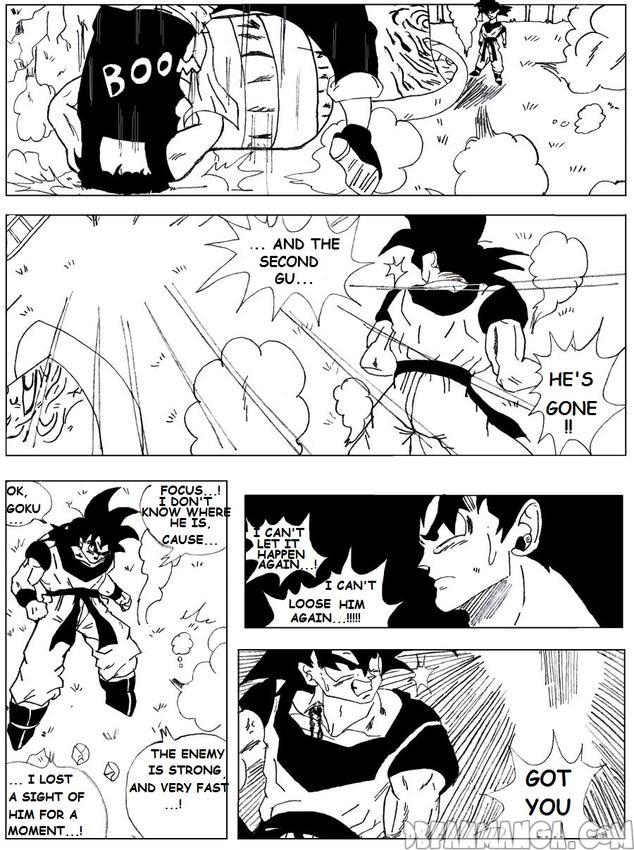 BOOM
... AND THE
SECOND
GU...
HE'S
GONE
!!
OK,
GOKU
...
FOCUS...!
I DON'T
KNOW WHERE
HE IS,
CAUSE...
... I LOST
A SIGHT OF
HIM FOR A
MOMENT...!
THE ENEMY
IS STRONG
AND VERY FAST
...!
I CAN'T
LET IT
HAPPEN
AGAIN...!
I CAN'T
LOOSE HIM
AGAIN...!!!!!
GOT
YOU
DBFANMANGA.COM